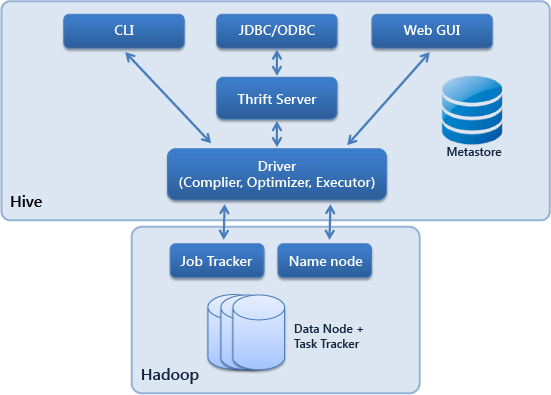 CLI
JDBC/ODBC
Web GUI
Thrift Server
Metastore
Driver
(Complier, Optimizer, Executor)
Hive
Job Tracker
Name node
Data Node +
Task Tracker
Hadoop